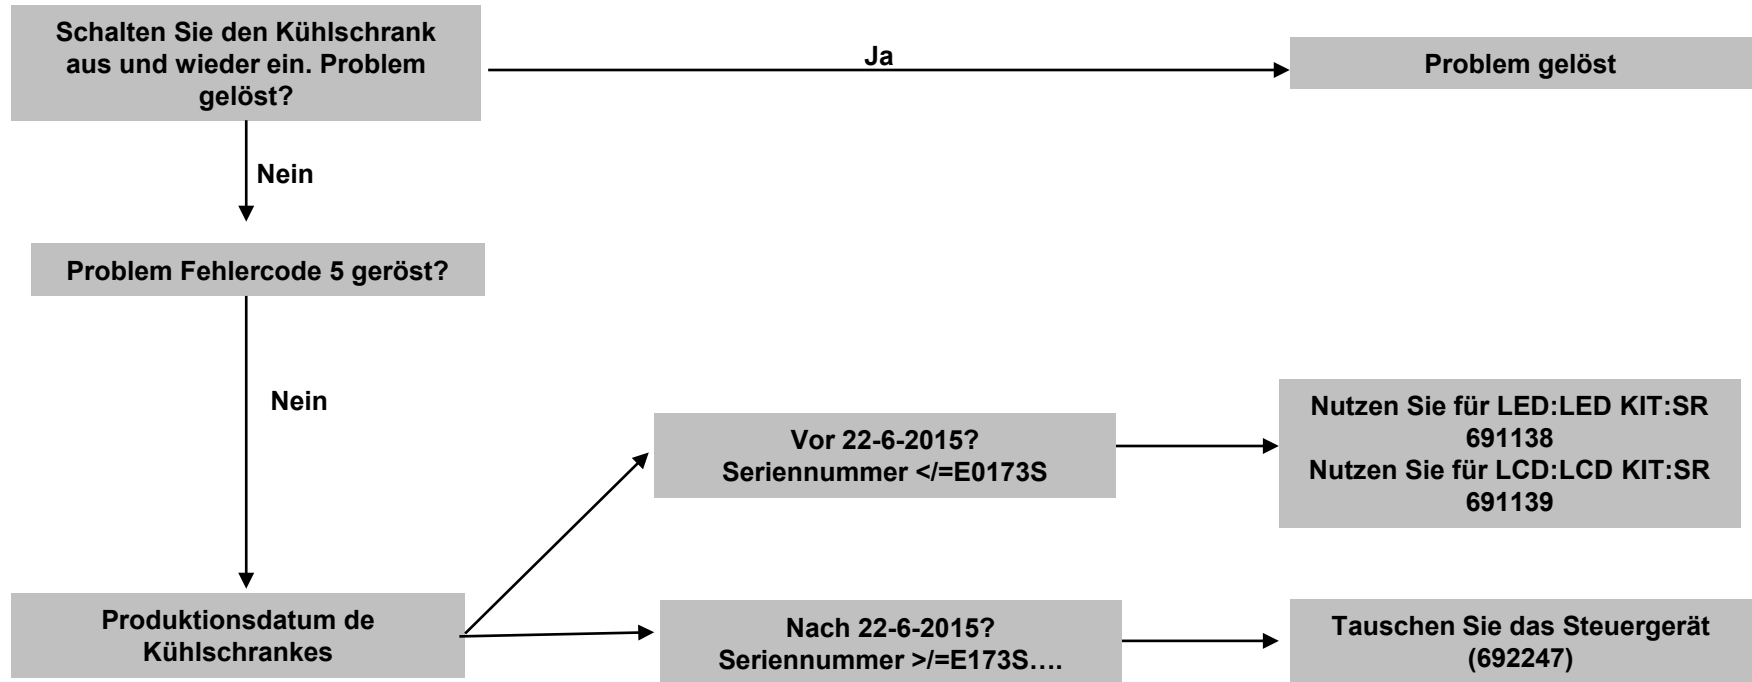 Schalten Sie den Kühlschrank
aus und wieder ein. Problem
gelöst?
Ja
Problem gelöst
Nein
Problem Fehlercode 5 geröst?
Nein
Vor 22-6-2015?
Seriennummer </=E0173S
Nutzen Sie für LED:LED KIT:SR
691138
Nutzen Sie für LCD:LCD KIT:SR
691139
Produktionsdatum de
Kühlschrankes
Nach 22-6-2015?
Seriennummer >/=E173S….
Tauschen Sie das Steuergerät
(692247)